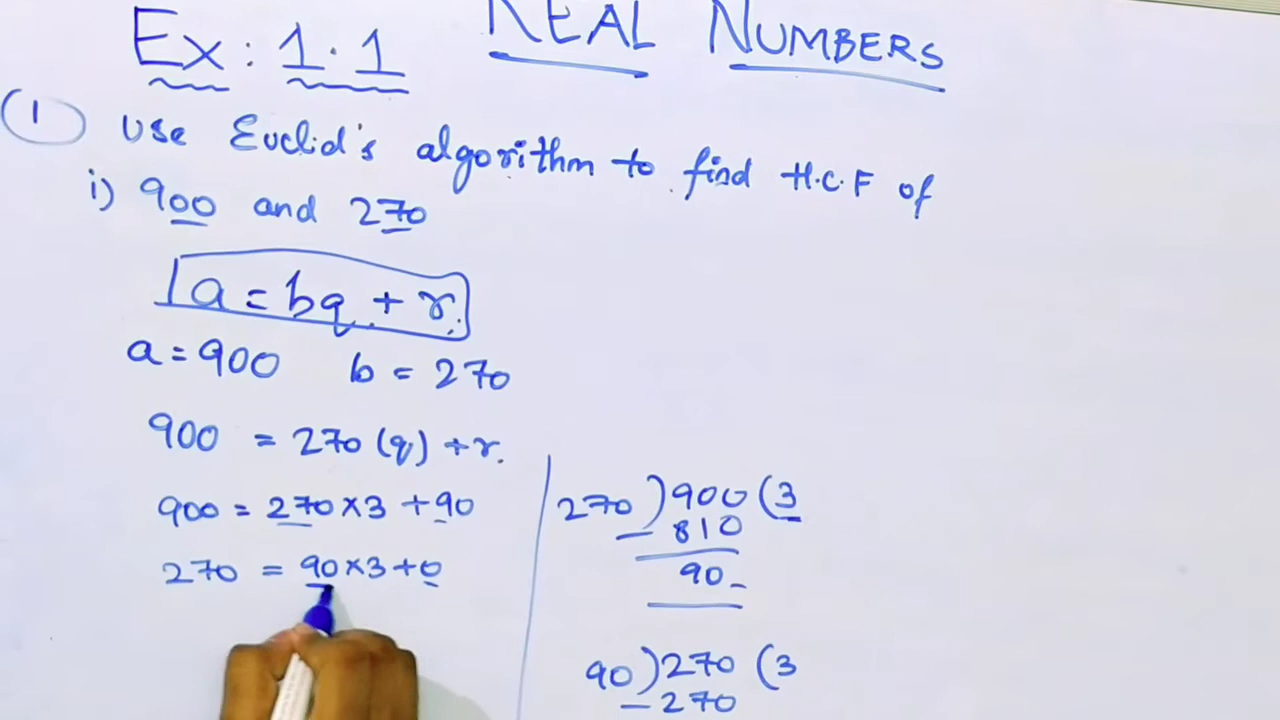 Ex: 1.1 REAL NUMBERS
1 Use Euclid's algorithm to find H.C.F of
i) 900 and 270
a = bq + r
a = 900 b = 270
900 = 270 (q) + r.
900 = 270 × 3 + 90
270 = 90 × 3 + 0
270 ) 900 ( 3
- 810
90
90 ) 270 ( 3
- 270